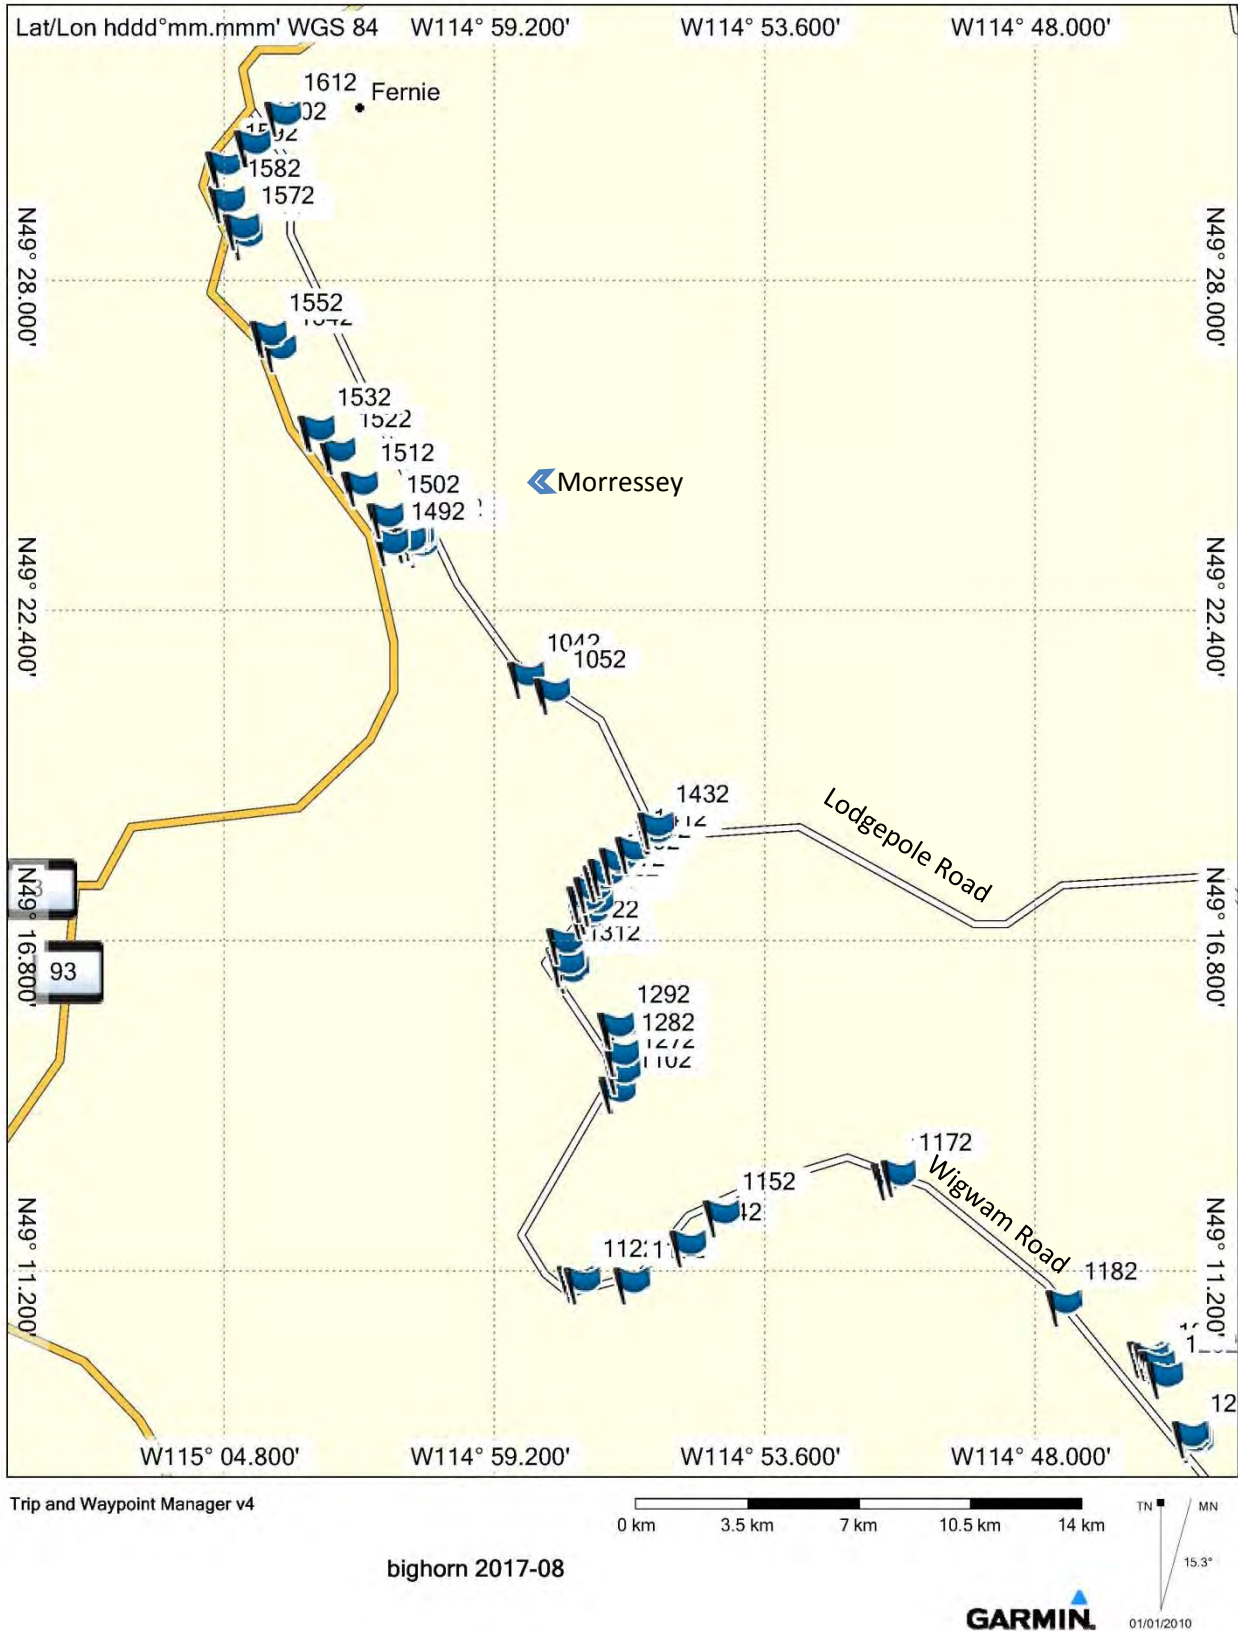 Lat/Lon hddd°mm.mmm' WGS 84
W114° 59.200'
W114° 53.600'
W114° 48.000'
1612
Fernie
1582
1572
N49° 28.000'
N49° 28.000'
1552
1532
1522
1512
1502
Morressey
1492
N49° 22.400'
N49° 22.400'
1052
1432
Lodgepole Road
N49° 16.800'
N49° 16.800'
1312
93
1292
1282
1272
1102
1172
Wigwam Road
1152
1122
N49° 11.200'
N49° 11.200'
1182
W115° 04.800'
W114° 59.200'
W114° 53.600'
W114° 48.000'
Trip and Waypoint Manager v4
0 km
3.5 km
7 km
10.5 km
14 km
TN
MN
15.3°
bighorn 2017-08
GARMIN.
01/01/2010